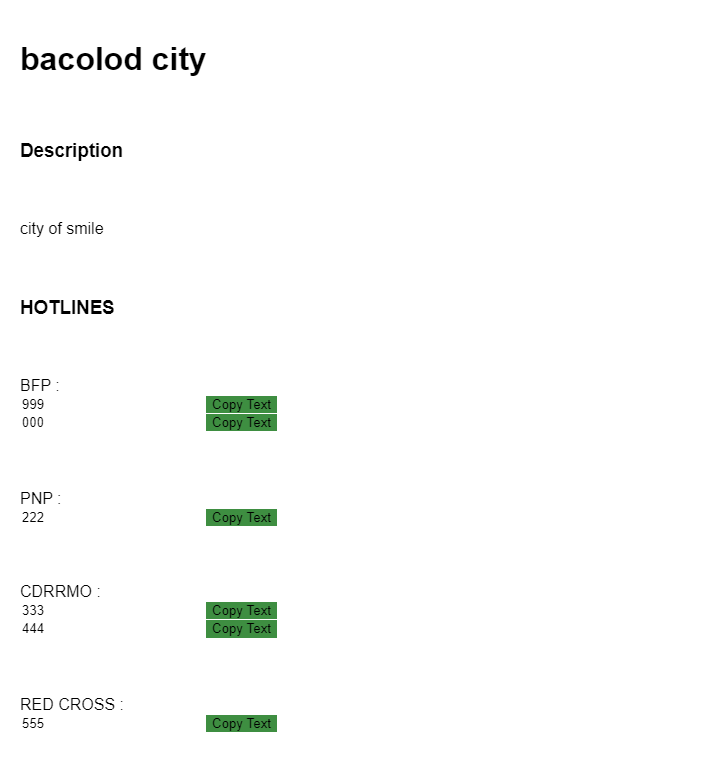 bacolod city
Description
city of smile
HOTLINES
BFP :
999 Copy Text
000 Copy Text
PNP :
222 Copy Text
CDRRMO :
333 Copy Text
444 Copy Text
RED CROSS :
555 Copy Text